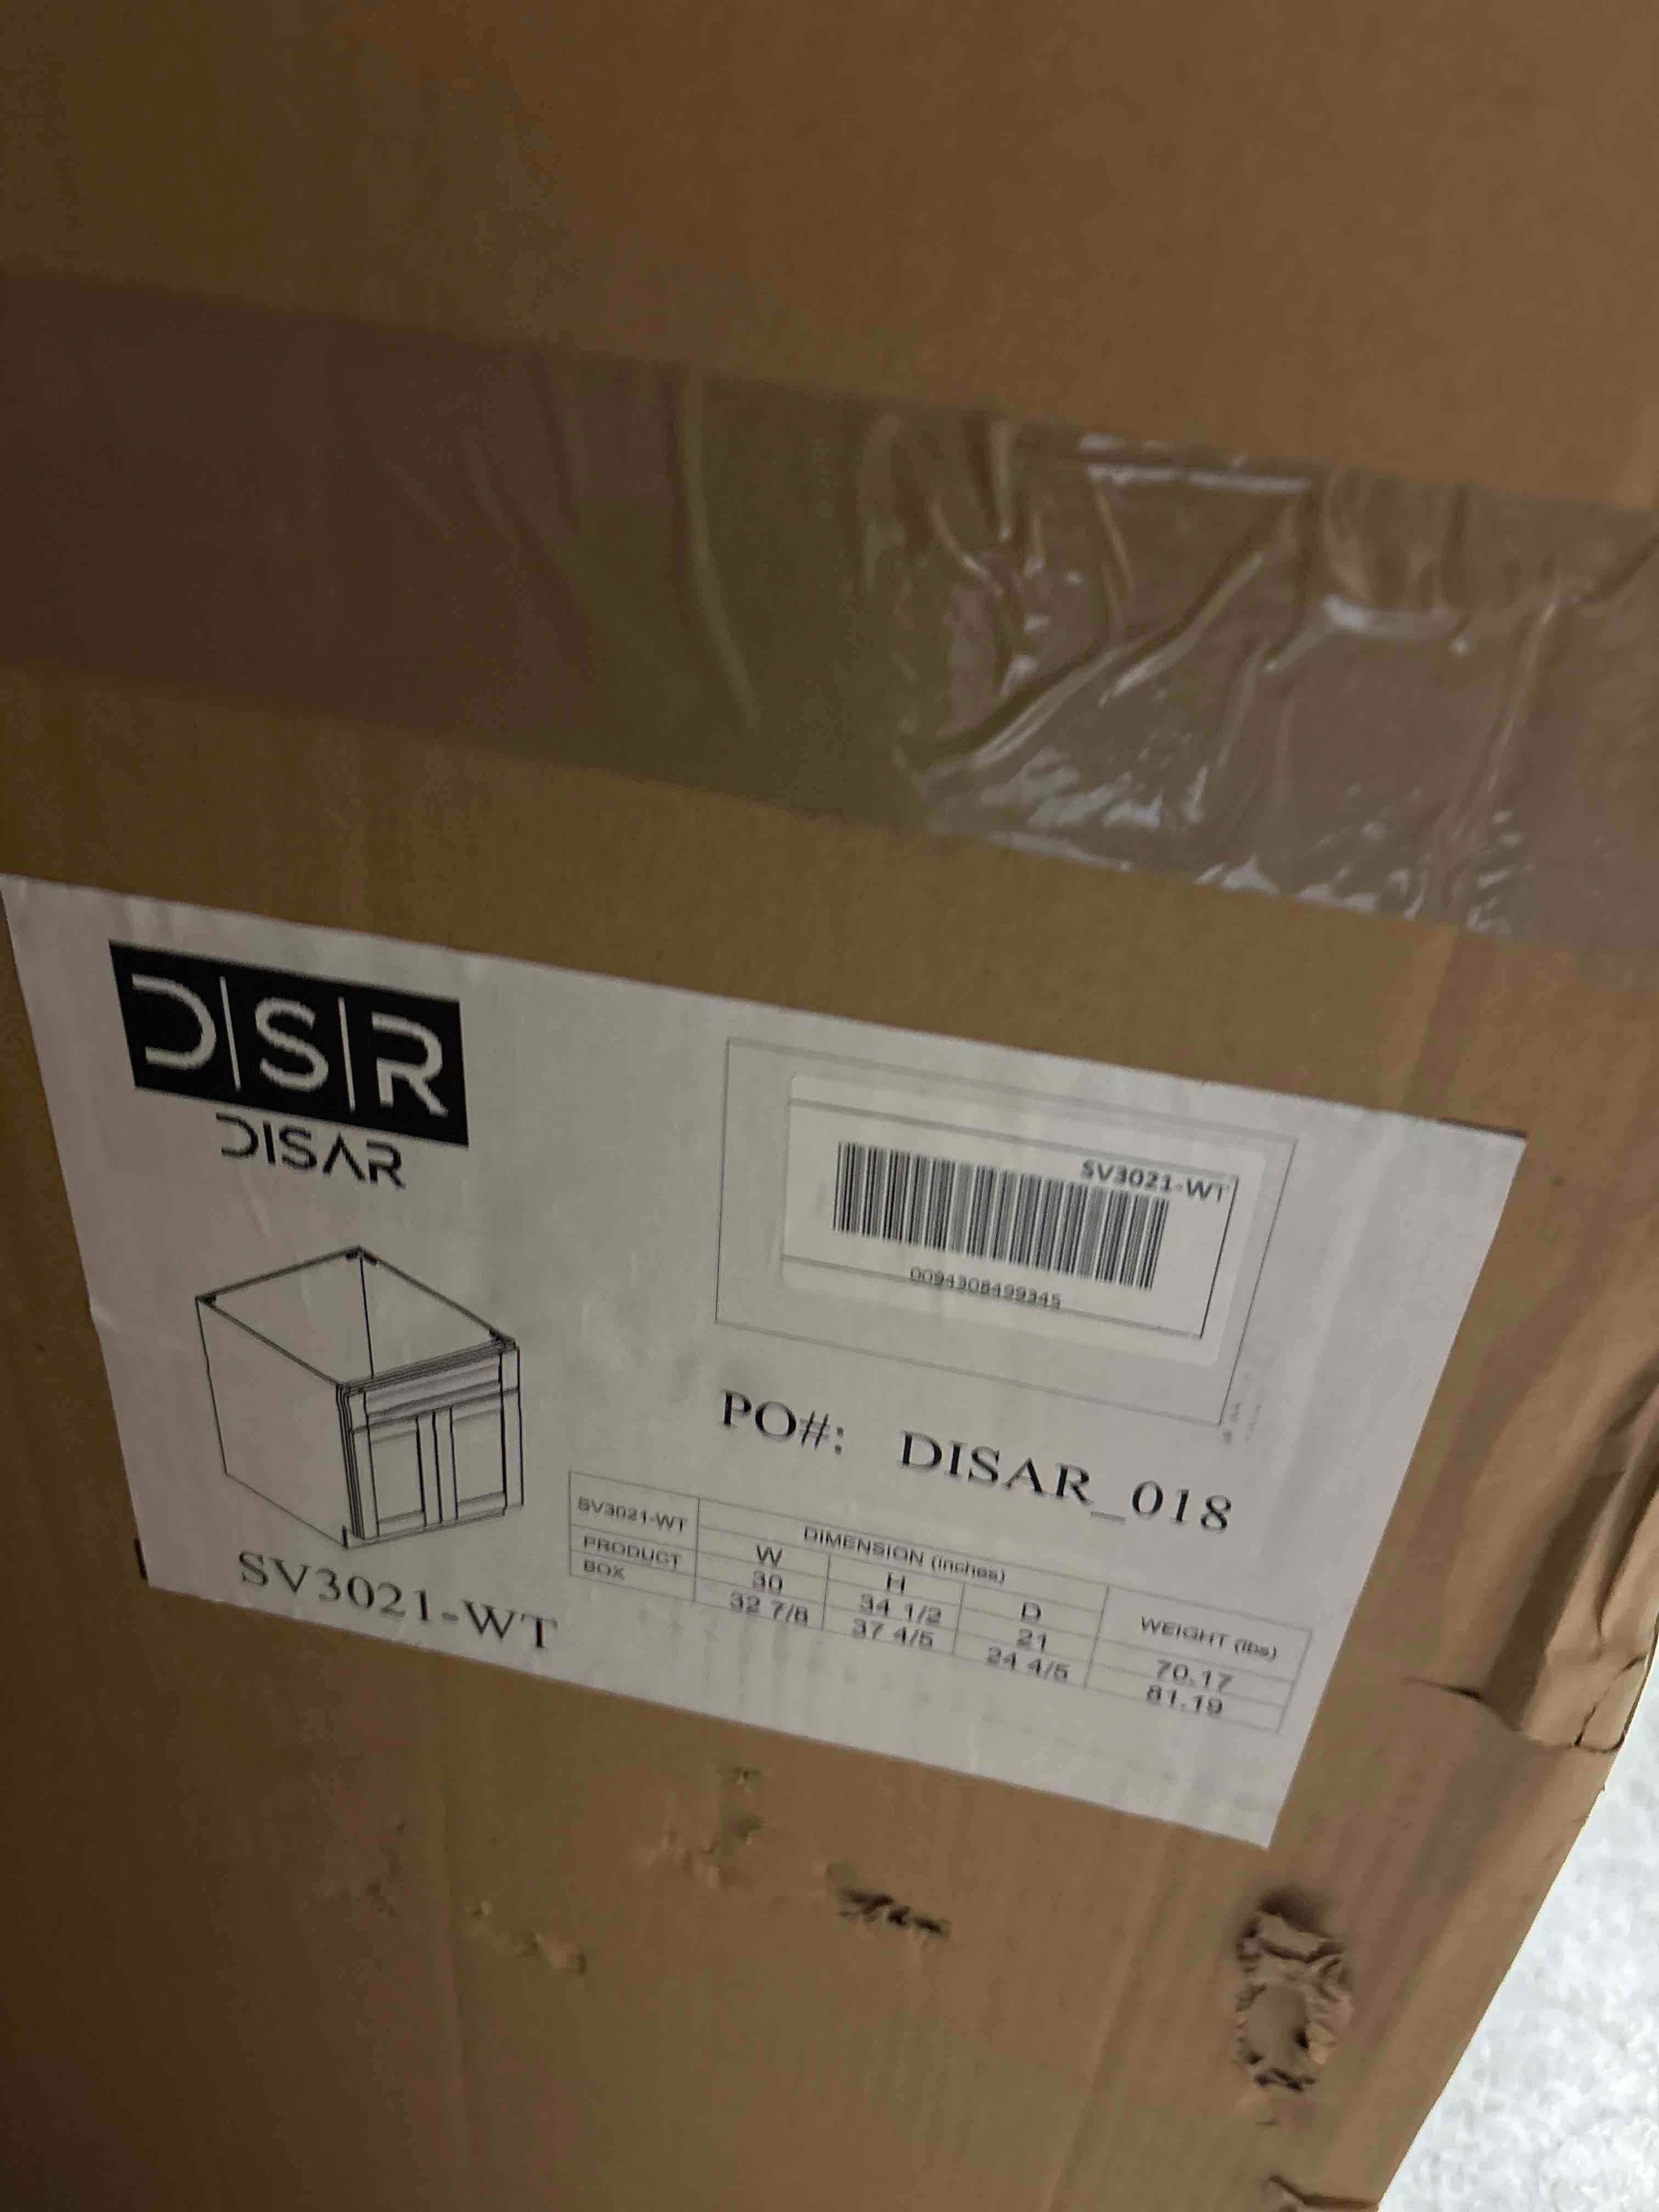 D|S|R
DISAR
SV3021-WT
0094308499345
PO#: DISAR_018
SV3021-WT DIMENSION (inches) WEIGHT (lbs)
W H D
PRODUCT 30 34 1/2 21 70.17
BOX 32 7/8 37 4/5 24 4/5 81.19
SV3021-WT